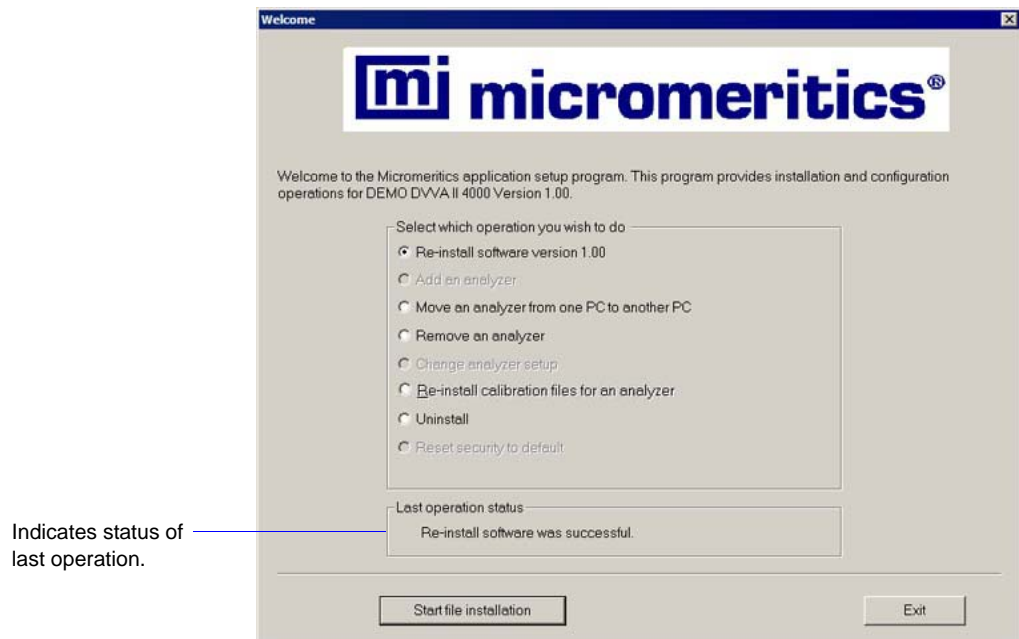 Welcome
mi micromeritics®
Welcome to the Micromeritics application setup program. This program provides installation and configuration
operations for DEMO DVVA II 4000 Version 1.00.
Select which operation you wish to do
Re-install software version 1.00
Add an analyzer
Move an analyzer from one PC to another PC
Remove an analyzer
Change analyzer setup
Re-install calibration files for an analyzer
Uninstall
Reset security to default
Last operation status
Re-install software was successful.
Indicates status of
last operation.
Start file installation
Exit